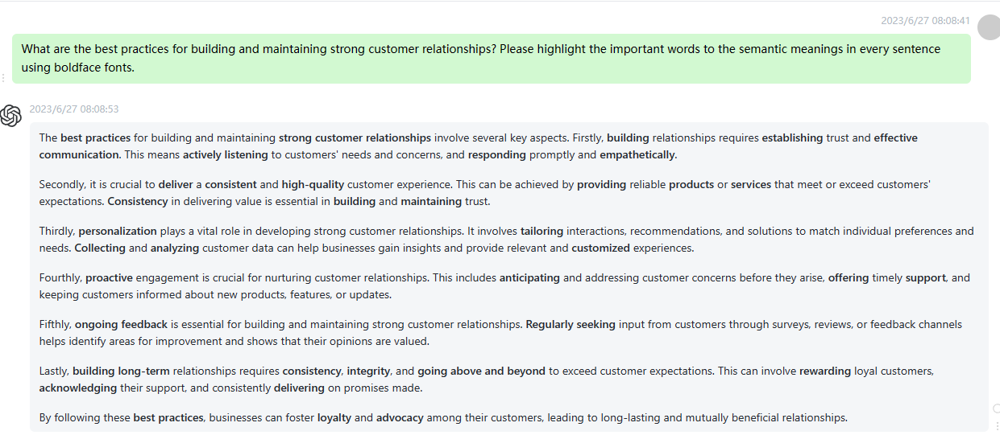 2023/6/27 08:08:41
What are the best practices for building and maintaining strong customer relationships? Please highlight the important words to the semantic meanings in every sentence
using boldface fonts.
2023/6/27 08:08:53
The best practices for building and maintaining strong customer relationships involve several key aspects. Firstly, building relationships requires establishing trust and effective
communication. This means actively listening to customers' needs and concerns, and responding promptly and empathetically.
Secondly, it is crucial to deliver a consistent and high-quality customer experience. This can be achieved by providing reliable products or services that meet or exceed customers'
expectations. Consistency in delivering value is essential in building and maintaining trust.
Thirdly, personalization plays a vital role in developing strong customer relationships. It involves tailoring interactions, recommendations, and solutions to match individual preferences and
needs. Collecting and analyzing customer data can help businesses gain insights and provide relevant and customized experiences.
Fourthly, proactive engagement is crucial for nurturing customer relationships. This includes anticipating and addressing customer concerns before they arise, offering timely support, and
keeping customers informed about new products, features, or updates.
Fifthly, ongoing feedback is essential for building and maintaining strong customer relationships. Regularly seeking input from customers through surveys, reviews, or feedback channels
helps identify areas for improvement and shows that their opinions are valued.
Lastly, building long-term relationships requires consistency, integrity, and going above and beyond to exceed customer expectations. This can involve rewarding loyal customers,
acknowledging their support, and consistently delivering on promises made.
By following these best practices, businesses can foster loyalty and advocacy among their customers, leading to long-lasting and mutually beneficial relationships.